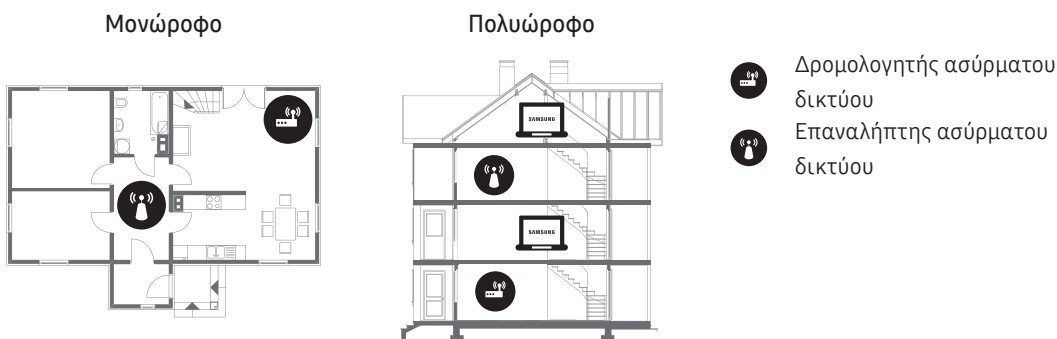 Μονώροφο
Πολυώροφο
Δρομολογητής ασύρματου
δικτύου
Επαναλήπτης ασύρματου
δικτύου
SAMSUNG
SAMSUNG